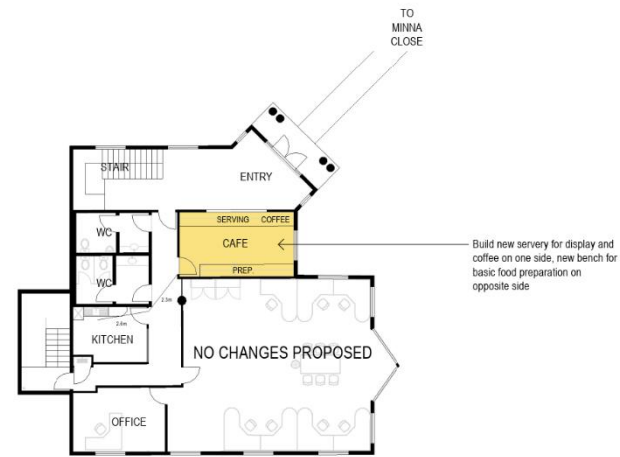 TO
MINNA
CLOSE
STAIR
ENTRY
WC
SERVING COFFEE
CAFE
PREP.
Build new servery for display and
coffee on one side, new bench for
basic food preparation on
opposite side
WC
2.3m
2.6m
KITCHEN
NO CHANGES PROPOSED
OFFICE